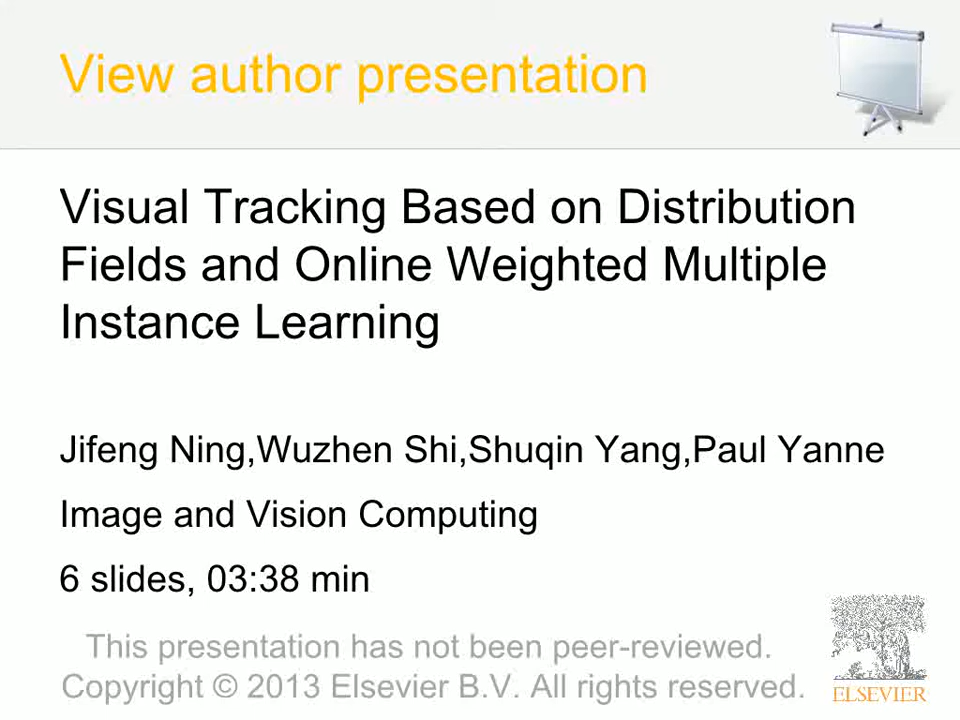 View author presentation
Visual Tracking Based on Distribution
Fields and Online Weighted Multiple
Instance Learning
Jifeng Ning,Wuzhen Shi,Shuqin Yang,Paul Yanne
Image and Vision Computing
6 slides, 03:38 min
This presentation has not been peer-reviewed.
Copyright © 2013 Elsevier B.V. All rights reserved.
ELSEVIER